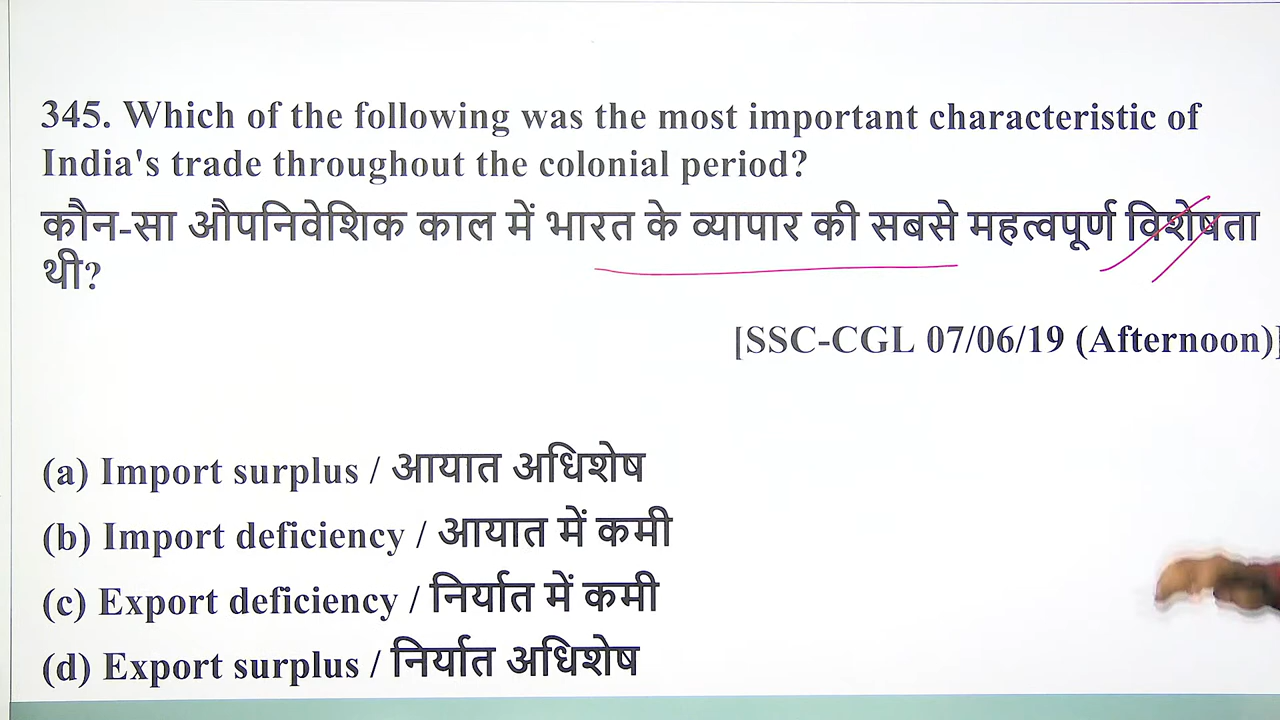 345. Which of the following was the most important characteristic of
India's trade throughout the colonial period?
कौन-सा औपनिवेशिक काल में भारत के व्यापार की सबसे महत्वपूर्ण विशेषता
थी?
[SSC-CGL 07/06/19 (Afternoon)]
(a) Import surplus / आयात अधिशेष
(b) Import deficiency / आयात में कमी
(c) Export deficiency / निर्यात में कमी
(d) Export surplus / निर्यात अधिशेष